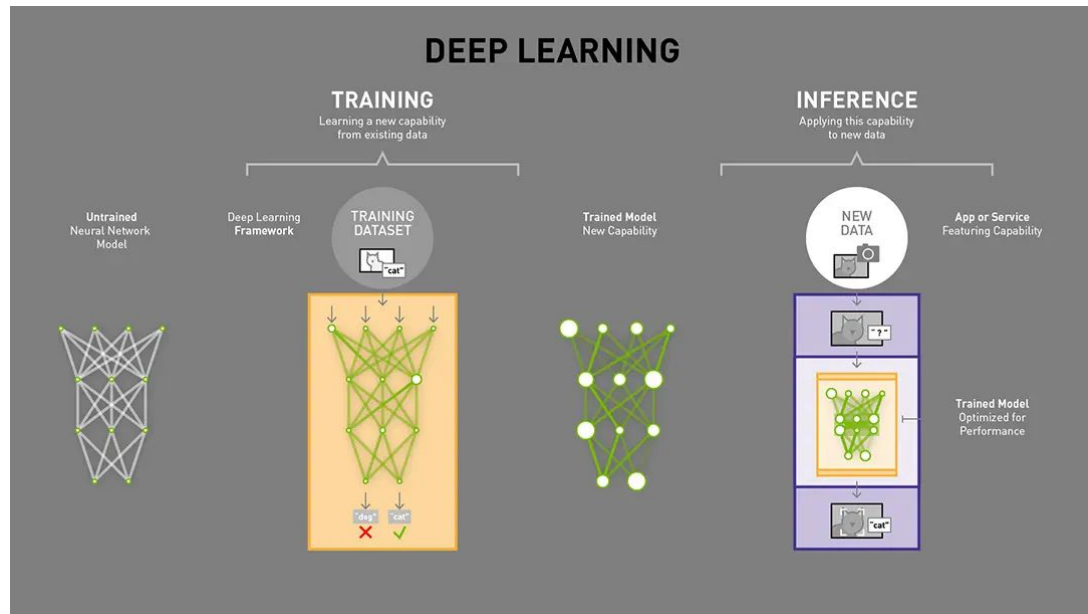 DEEP LEARNING
TRAINING
Learning a new capability
from existing data
INFERENCE
Applying this capability
to new data
Untrained
Neural Network
Model
Deep Learning
Framework
TRAINING
DATASET
"cat"
Trained Model
New Capability
NEW
DATA
App or Service
Featuring Capability
"?"
Trained Model
Optimized for
Performance
"dog"
"cat"
"cat"